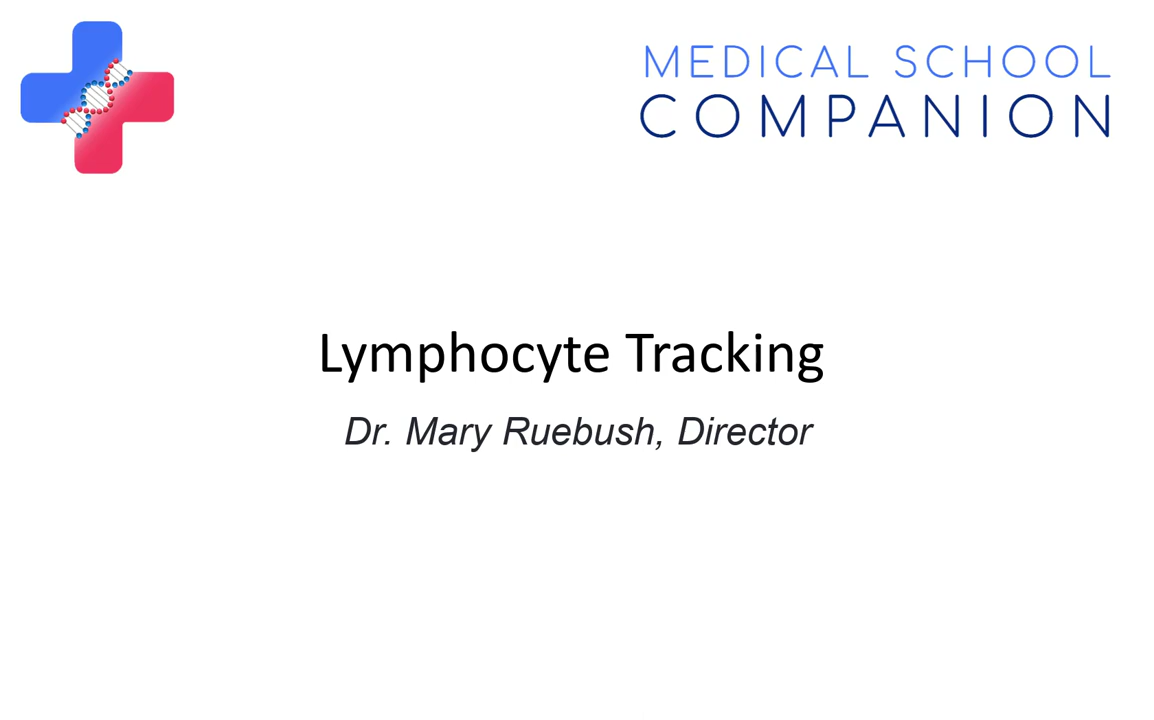 MEDICAL SCHOOL
COMPANION
Lymphocyte Tracking
Dr. Mary Ruebush, Director